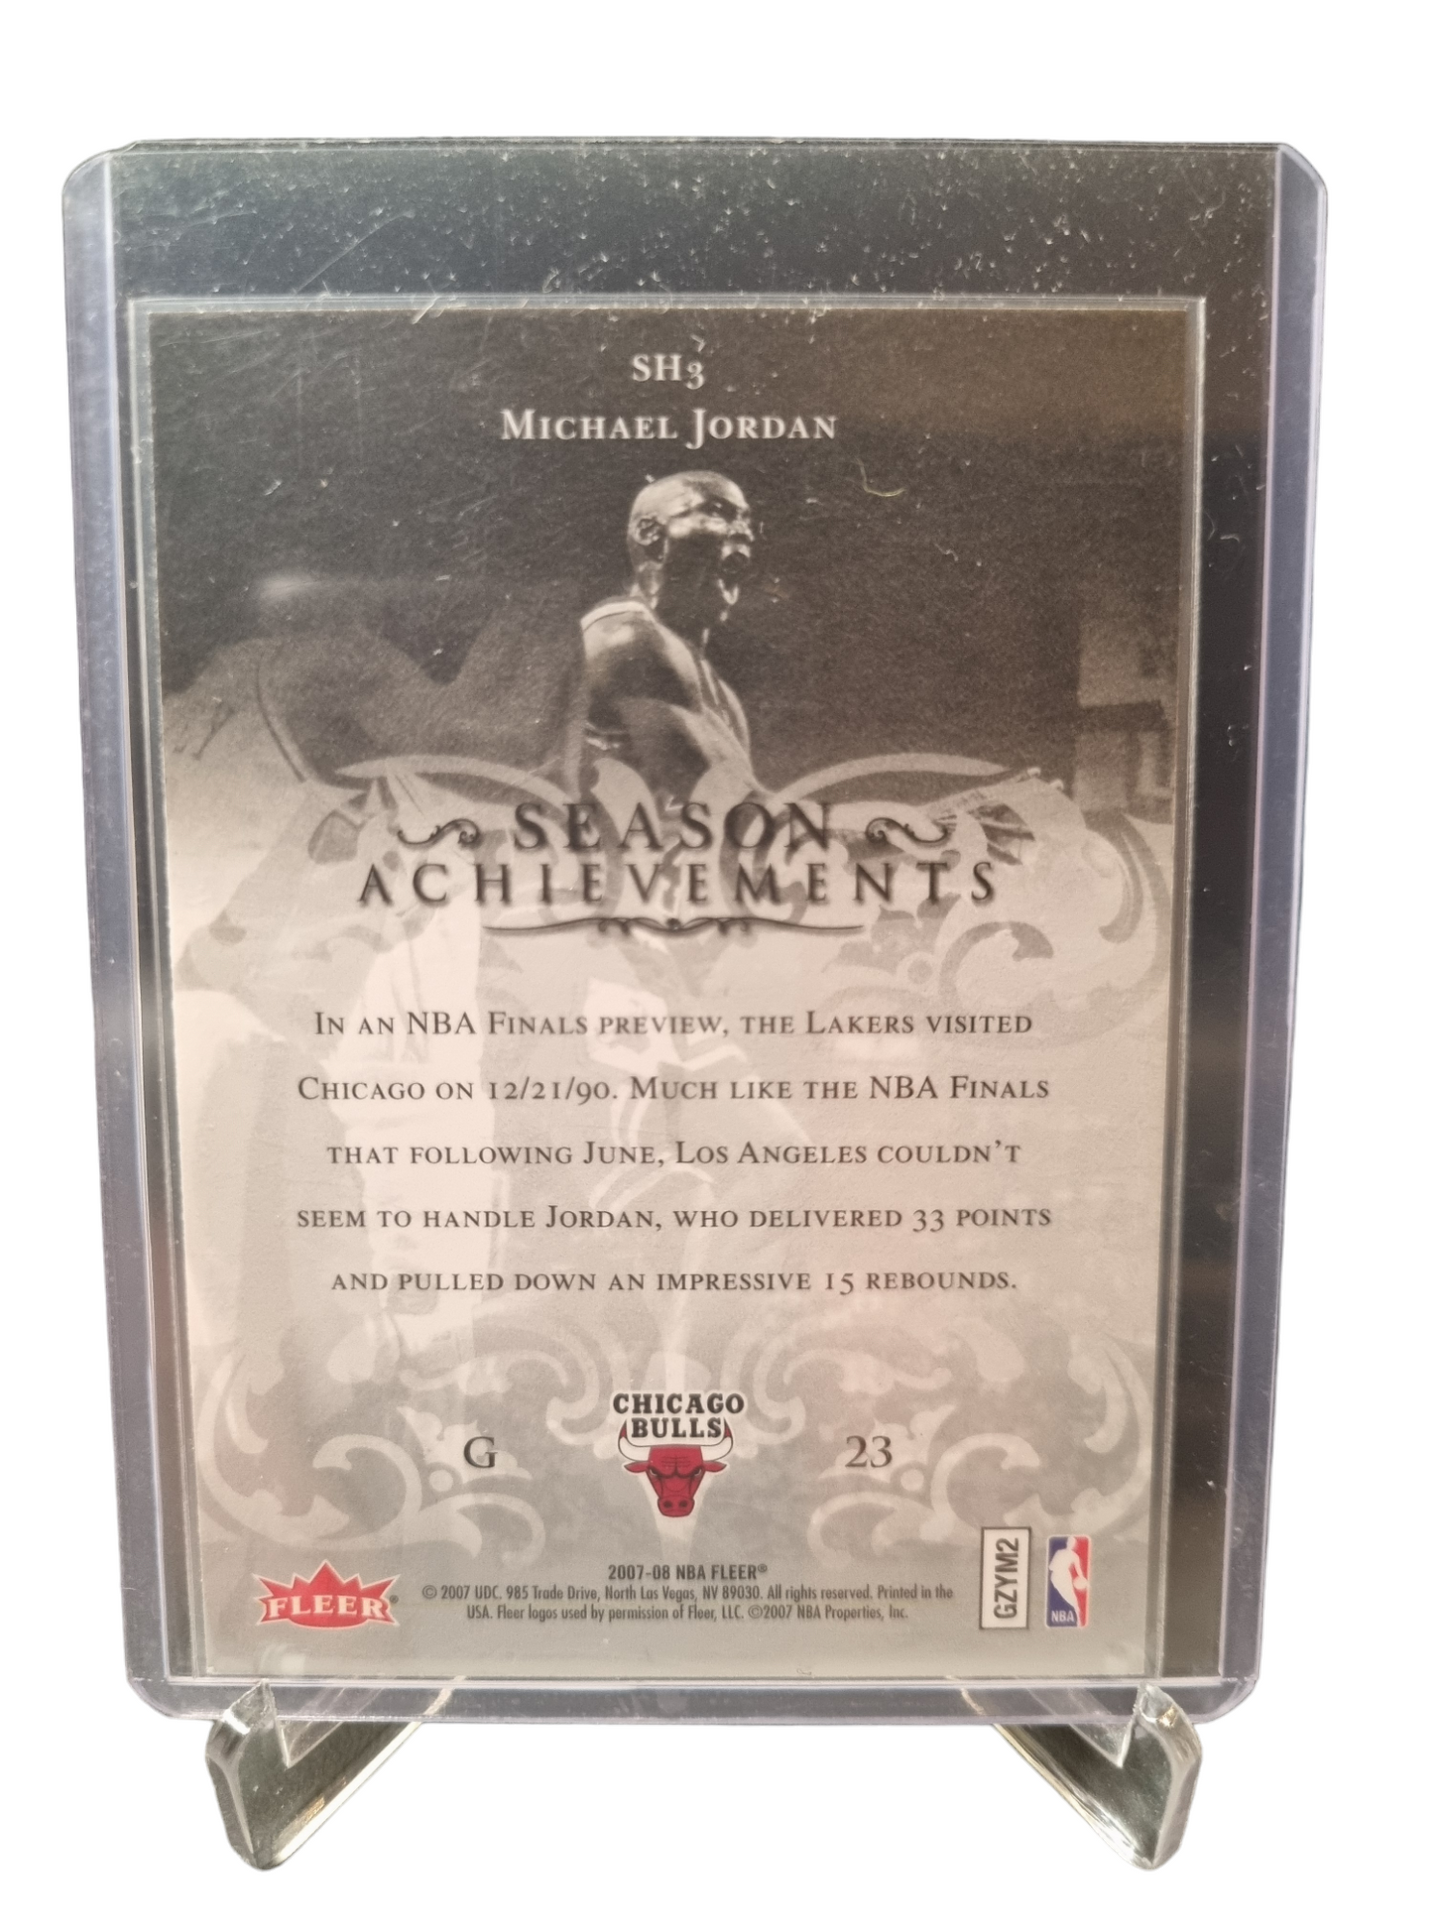 SH3
Michael Jordan
SEASON
ACHIEVEMENTS
In an NBA Finals preview, the Lakers visited
Chicago on 12/21/90. Much like the NBA Finals
that following June, Los Angeles couldn't
seem to handle Jordan, who delivered 33 points
and pulled down an impressive 15 rebounds.
CHICAGO
BULLS
G 23
2007-08 NBA FLEER®
© 2007 UDC. 985 Trade Drive, North Las Vegas, NV 89030. All rights reserved. Printed in the
USA. Fleer logos used by permission of Fleer, LLC. ©2007 NBA Properties, Inc.
FLEER®
GZYM2
NBA